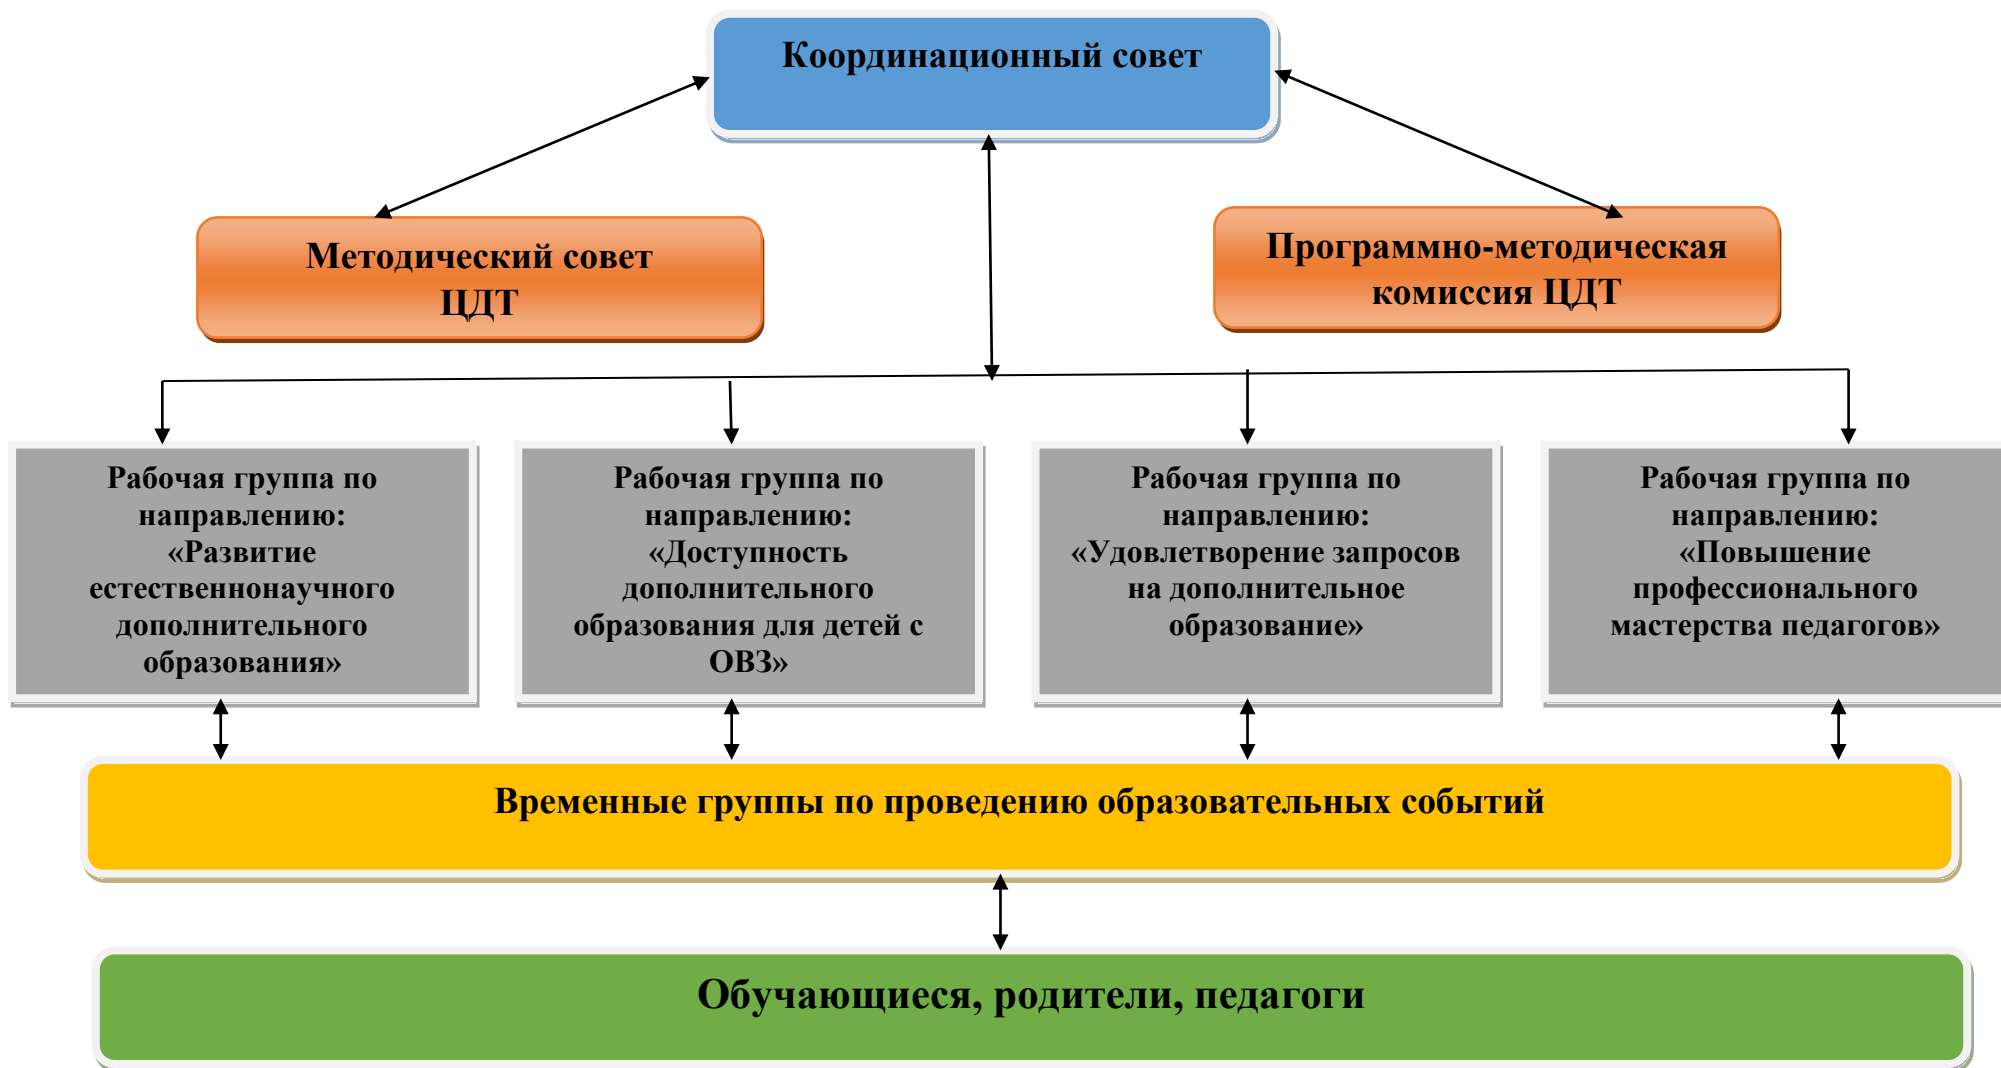 Координационный совет
Методический совет
ЦДТ
Программно-методическая
комиссия ЦДТ
Рабочая группа по
направлению:
«Развитие
естественнонаучного
дополнительного
образования»
Рабочая группа по
направлению:
«Доступность
дополнительного
образования для детей с
ОВЗ»
Рабочая группа по
направлению:
«Удовлетворение запросов
на дополнительное
образование»
Рабочая группа по
направлению:
«Повышение
профессионального
мастерства педагогов»
Временные группы по проведению образовательных событий
Обучающиеся, родители, педагоги